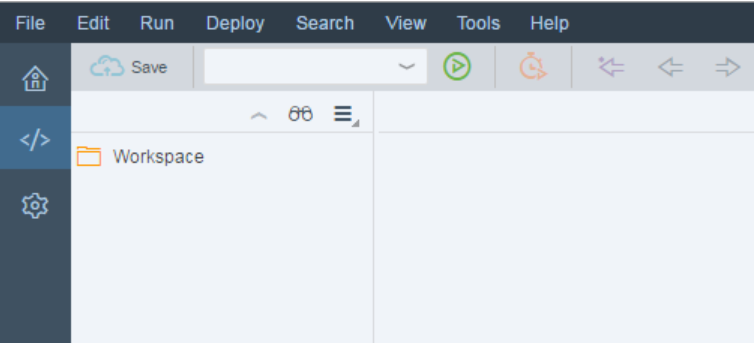 File Edit Run Deploy Search View Tools Help
Save
Workspace